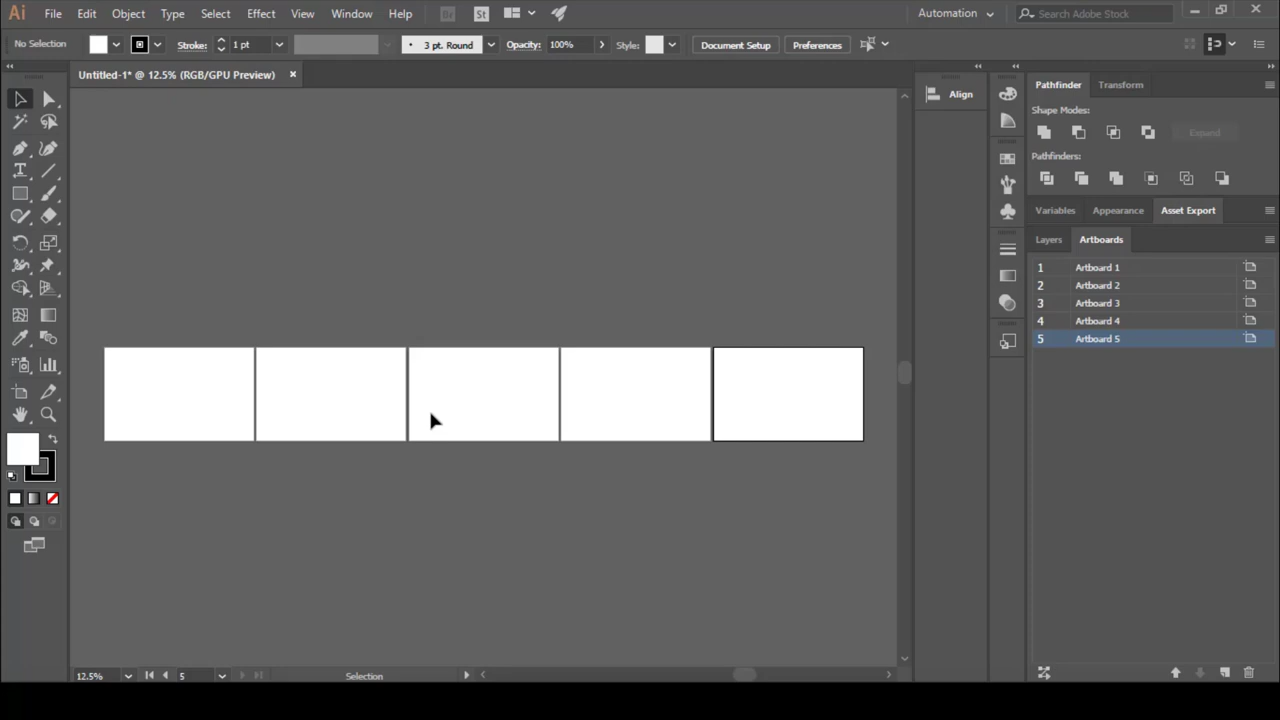 Ai File Edit Object Type Select Effect View Window Help Br St Automation Search Adobe Stock
No Selection Stroke: 1 pt 3 pt. Round Opacity: 100% Style: Document Setup Preferences
Untitled-1* @ 12.5% (RGB/GPU Preview)
Align
Pathfinder Transform
Shape Modes:
Expand
Pathfinders:
Variables Appearance Asset Export
Layers Artboards
1 Artboard 1
2 Artboard 2
3 Artboard 3
4 Artboard 4
5 Artboard 5
12.5% 5 Selection